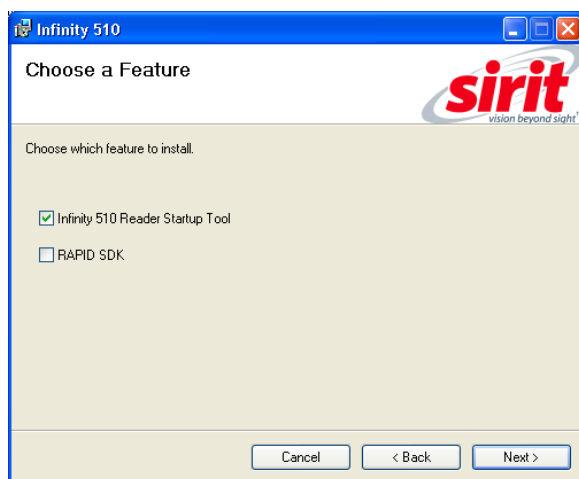 Infinity 510
Choose a Feature
sirit
vision beyond sight
Choose which feature to install.
Infinity 510 Reader Startup Tool
RAPID SDK
Cancel
< Back
Next >